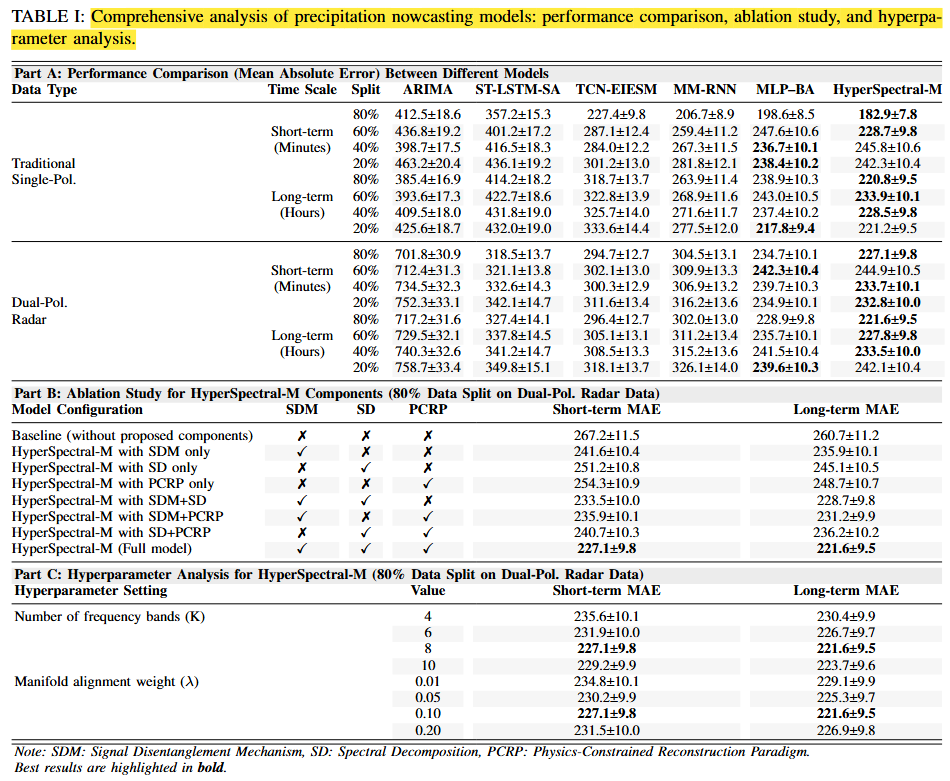 TABLE I: Comprehensive analysis of precipitation nowcasting models: performance comparison, ablation study, and hyperpa-
rameter analysis.
Part A: Performance Comparison (Mean Absolute Error) Between Different Models
Data Type Time Scale Split ARIMA ST-LSTM-SA TCN-EIESM MM-RNN MLP–BA HyperSpectral-M
80% 412.5±18.6 357.2±15.3 227.4±9.8 206.7±8.9 198.6±8.5 182.9±7.8
Short-term 60% 436.8±19.2 401.2±17.2 287.1±12.4 259.4±11.2 247.6±10.6 228.7±9.8
(Minutes) 40% 398.7±17.5 416.5±18.3 284.0±12.2 267.3±11.5 236.7±10.1 245.8±10.6
Traditional 20% 463.2±20.4 436.1±19.2 301.2±13.0 281.8±12.1 238.4±10.2 242.3±10.4
Single-Pol. 80% 385.4±16.9 414.2±18.2 318.7±13.7 263.9±11.4 238.9±10.3 220.8±9.5
Long-term 60% 393.6±17.3 422.7±18.6 322.8±13.9 268.9±11.6 243.0±10.5 233.9±10.1
(Hours) 40% 409.5±18.0 431.8±19.0 325.7±14.0 271.6±11.7 237.4±10.2 228.5±9.8
20% 425.6±18.7 432.0±19.0 333.6±14.4 277.5±12.0 217.8±9.4 221.2±9.5
80% 701.8±30.9 318.5±13.7 294.7±12.7 304.5±13.1 234.7±10.1 227.1±9.8
Short-term 60% 712.4±31.3 321.1±13.8 302.1±13.0 309.9±13.3 242.3±10.4 244.9±10.5
(Minutes) 40% 734.5±32.3 332.6±14.3 300.3±12.9 306.9±13.2 239.7±10.3 233.7±10.1
Dual-Pol. 20% 752.3±33.1 342.1±14.7 311.6±13.4 316.2±13.6 234.9±10.1 232.8±10.0
Radar 80% 717.2±31.6 327.4±14.1 296.4±12.7 302.0±13.0 228.9±9.8 221.6±9.5
Long-term 60% 729.5±32.1 337.8±14.5 305.1±13.1 311.2±13.4 235.7±10.1 227.8±9.8
(Hours) 40% 740.3±32.6 341.2±14.7 308.5±13.3 315.2±13.6 241.5±10.4 233.5±10.0
20% 758.7±33.4 349.8±15.1 318.1±13.7 326.1±14.0 239.6±10.3 242.1±10.4
Part B: Ablation Study for HyperSpectral-M Components (80% Data Split on Dual-Pol. Radar Data)
Model Configuration SDM SD PCRP Short-term MAE Long-term MAE
Baseline (without proposed components) ✗ ✗ ✗ 267.2±11.5 260.7±11.2
HyperSpectral-M with SDM only ✓ ✗ ✗ 241.6±10.4 235.9±10.1
HyperSpectral-M with SD only ✗ ✓ ✗ 251.2±10.8 245.1±10.5
HyperSpectral-M with PCRP only ✗ ✗ ✓ 254.3±10.9 248.7±10.7
HyperSpectral-M with SDM+SD ✓ ✓ ✗ 233.5±10.0 228.7±9.8
HyperSpectral-M with SDM+PCRP ✓ ✗ ✓ 235.9±10.1 231.2±9.9
HyperSpectral-M with SD+PCRP ✗ ✓ ✓ 240.7±10.3 236.2±10.2
HyperSpectral-M (Full model) ✓ ✓ ✓ 227.1±9.8 221.6±9.5
Part C: Hyperparameter Analysis for HyperSpectral-M (80% Data Split on Dual-Pol. Radar Data)
Hyperparameter Setting Value Short-term MAE Long-term MAE
Number of frequency bands (K) 4 235.6±10.1 230.4±9.9
6 231.9±10.0 226.7±9.7
8 227.1±9.8 221.6±9.5
10 229.2±9.9 223.7±9.6
Manifold alignment weight (λ) 0.01 234.8±10.1 229.1±9.9
0.05 230.2±9.9 225.3±9.7
0.10 227.1±9.8 221.6±9.5
0.20 231.5±10.0 226.9±9.8
Note: SDM: Signal Disentanglement Mechanism, SD: Spectral Decomposition, PCRP: Physics-Constrained Reconstruction Paradigm.
Best results are highlighted in bold.